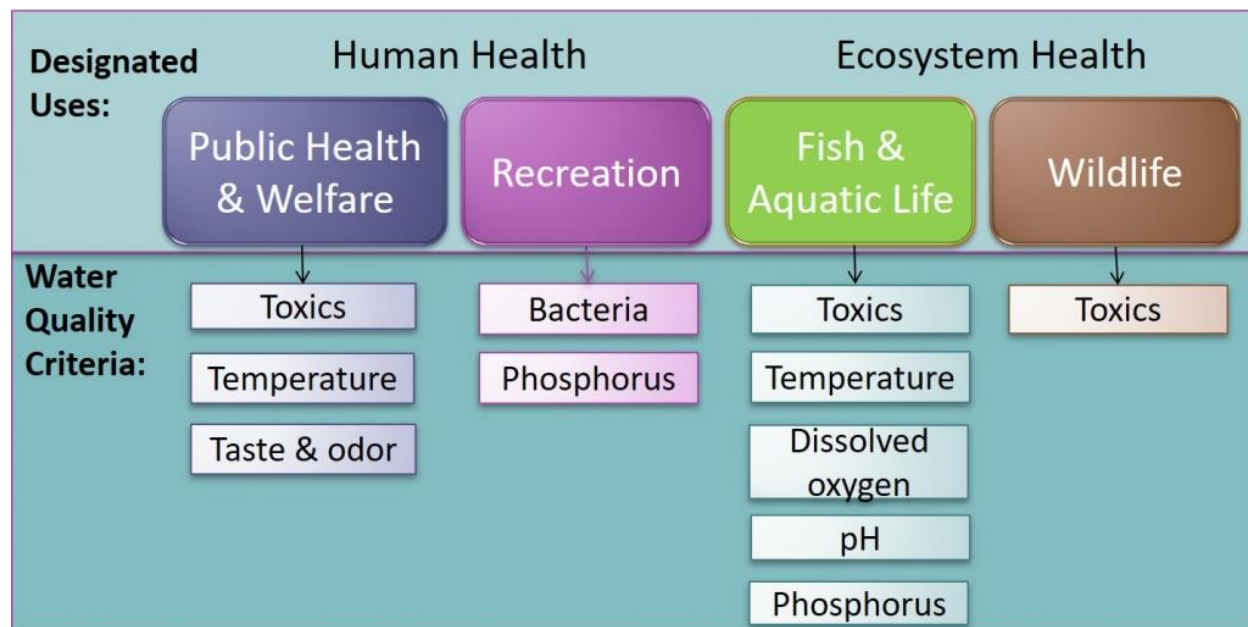 Designated
Uses:
Human Health
Ecosystem Health
Public Health
& Welfare
Recreation
Fish &
Aquatic Life
Wildlife
Water
Quality
Criteria:
Toxics
Temperature
Taste & odor
Bacteria
Phosphorus
Toxics
Temperature
Dissolved
oxygen
pH
Phosphorus
Toxics